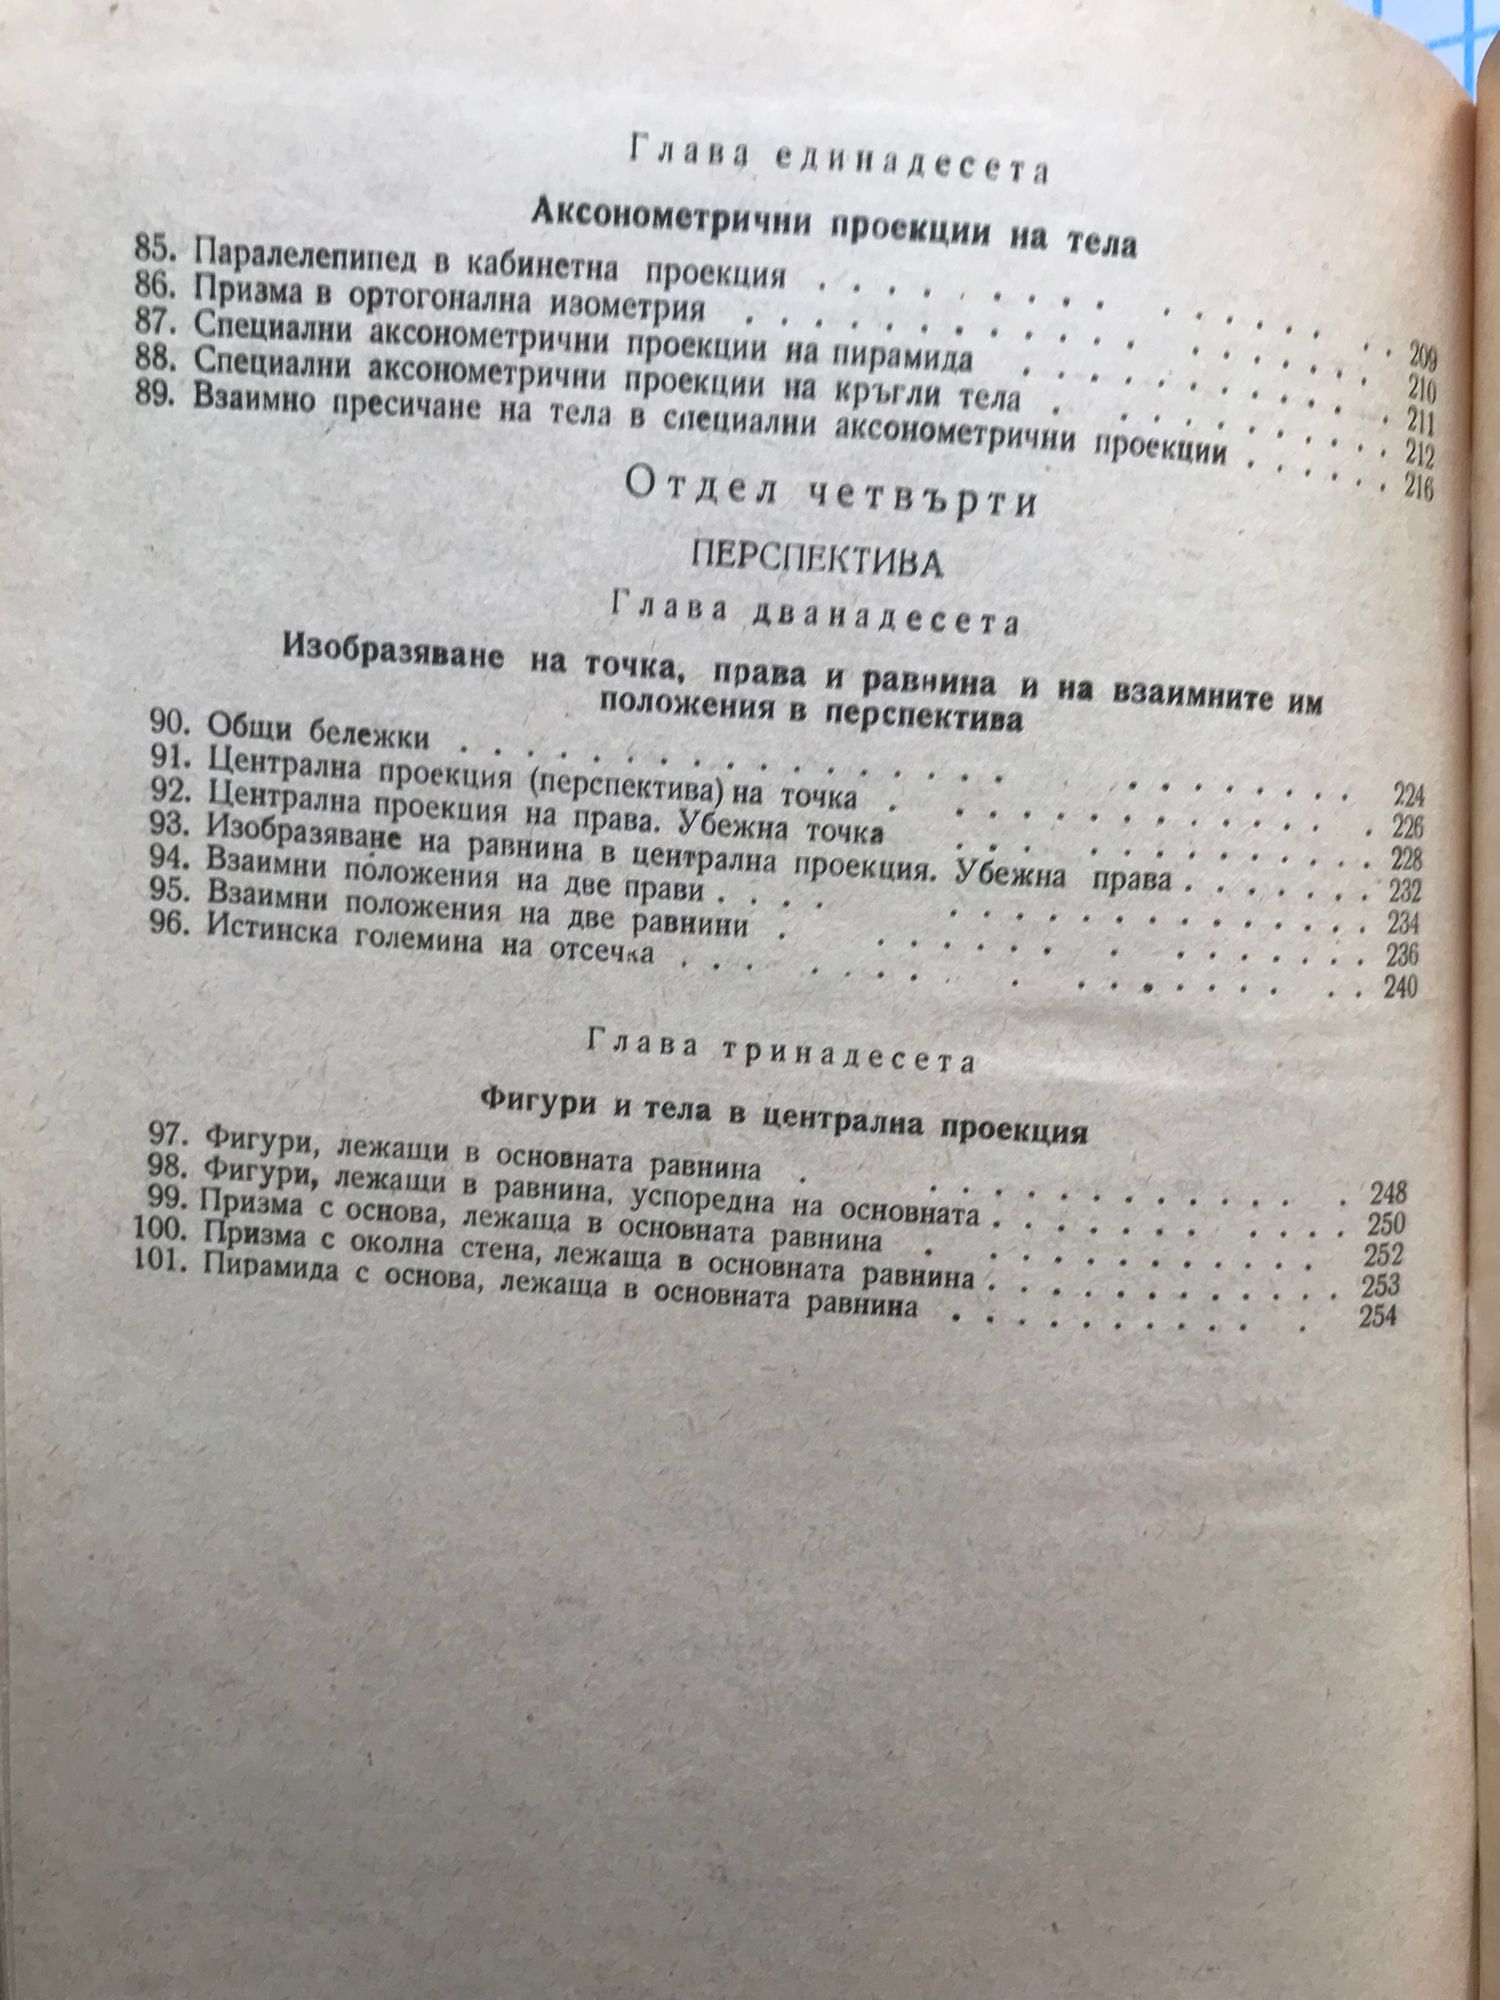 Глава единадесета
Аксонометрични проекции на тела
85. Паралелепипед в кабинетна проекция . . . . . . . . . . . . . . . . . 209
86. Призма в ортогонална изометрия . . . . . . . . . . . . . . . . . . . 210
87. Специални аксонометрични проекции на пирамида . . . . . . . . . . . . 211
88. Специални аксонометрични проекции на кръгли тела . . . . . . . . . . . 212
89. Взаимно пресичане на тела в специални аксонометрични проекции . . . . . 216
Отдел четвърти
ПЕРСПЕКТИВА
Глава дванадесета
Изобразяване на точка, права и равнина и на взаимните им
положения в перспектива
90. Общи бележки . . . . . . . . . . . . . . . . . . . . . . . . . 224
91. Централна проекция (перспектива) на точка . . . . . . . . . . . . . . 226
92. Централна проекция на права. Убежна точка . . . . . . . . . . . . . . 228
93. Изобразяване на равнина в централна проекция. Убежна права . . . . . . . 232
94. Взаимни положения на две прави . . . . . . . . . . . . . . . . . . 234
95. Взаимни положения на две равнини . . . . . . . . . . . . . . . . . 236
96. Истинска големина на отсечка . . . . . . . . . . . . . . . . . . . 240
Глава тринадесета
Фигури и тела в централна проекция
97. Фигури, лежащи в основната равнина . . . . . . . . . . . . . . . . 248
98. Фигури, лежащи в равнина, успоредна на основната . . . . . . . . . . . 250
99. Призма с основа, лежаща в основната равнина . . . . . . . . . . . . . 252
100. Призма с околна стена, лежаща в основната равнина . . . . . . . . . . . 253
101. Пирамида с основа, лежаща в основната равнина . . . . . . . . . . . . 254